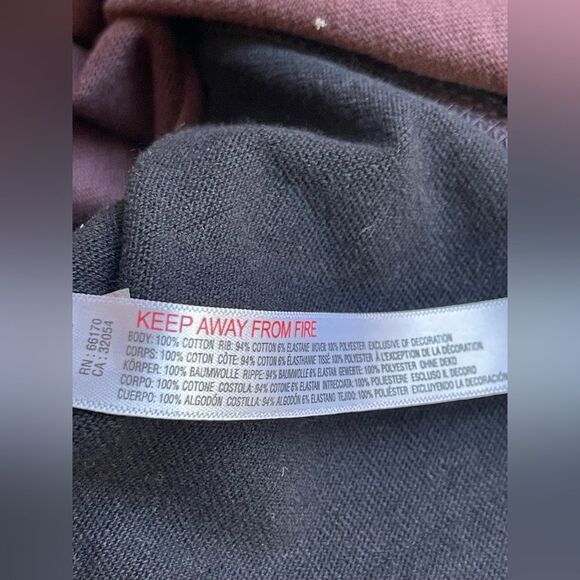 RN : 66170
CA : 32054
KEEP AWAY FROM FIRE
BODY: 100% COTTON RIB: 94% COTTON 6% ELASTANE WOVEN: 100% POLYESTER EXCLUSIVE OF DECORATION
CORPS: 100% COTON CÔTE: 94% COTON 6% ÉLASTHANNE TISSÉ: 100% POLYESTER À L'EXCEPTION DE LA DÉCORATION
KÖRPER: 100% BAUMWOLLE RIPPE: 94% BAUMWOLLE 6% ELASTAN GEWEBTE: 100% POLYESTER OHNE DEKO
CORPO: 100% COTONE COSTOLA: 94% COTONE 6% ELASTAN INTRECCIATA: 100% POLIESTERE ESCLUSO IL DECORO
CUERPO: 100% ALGODÓN COSTILLA: 94% ALGODÓN 6% ELASTANO TEJIDO: 100% POLIÉSTER EXCLUYENDO LA DECORACIÓN